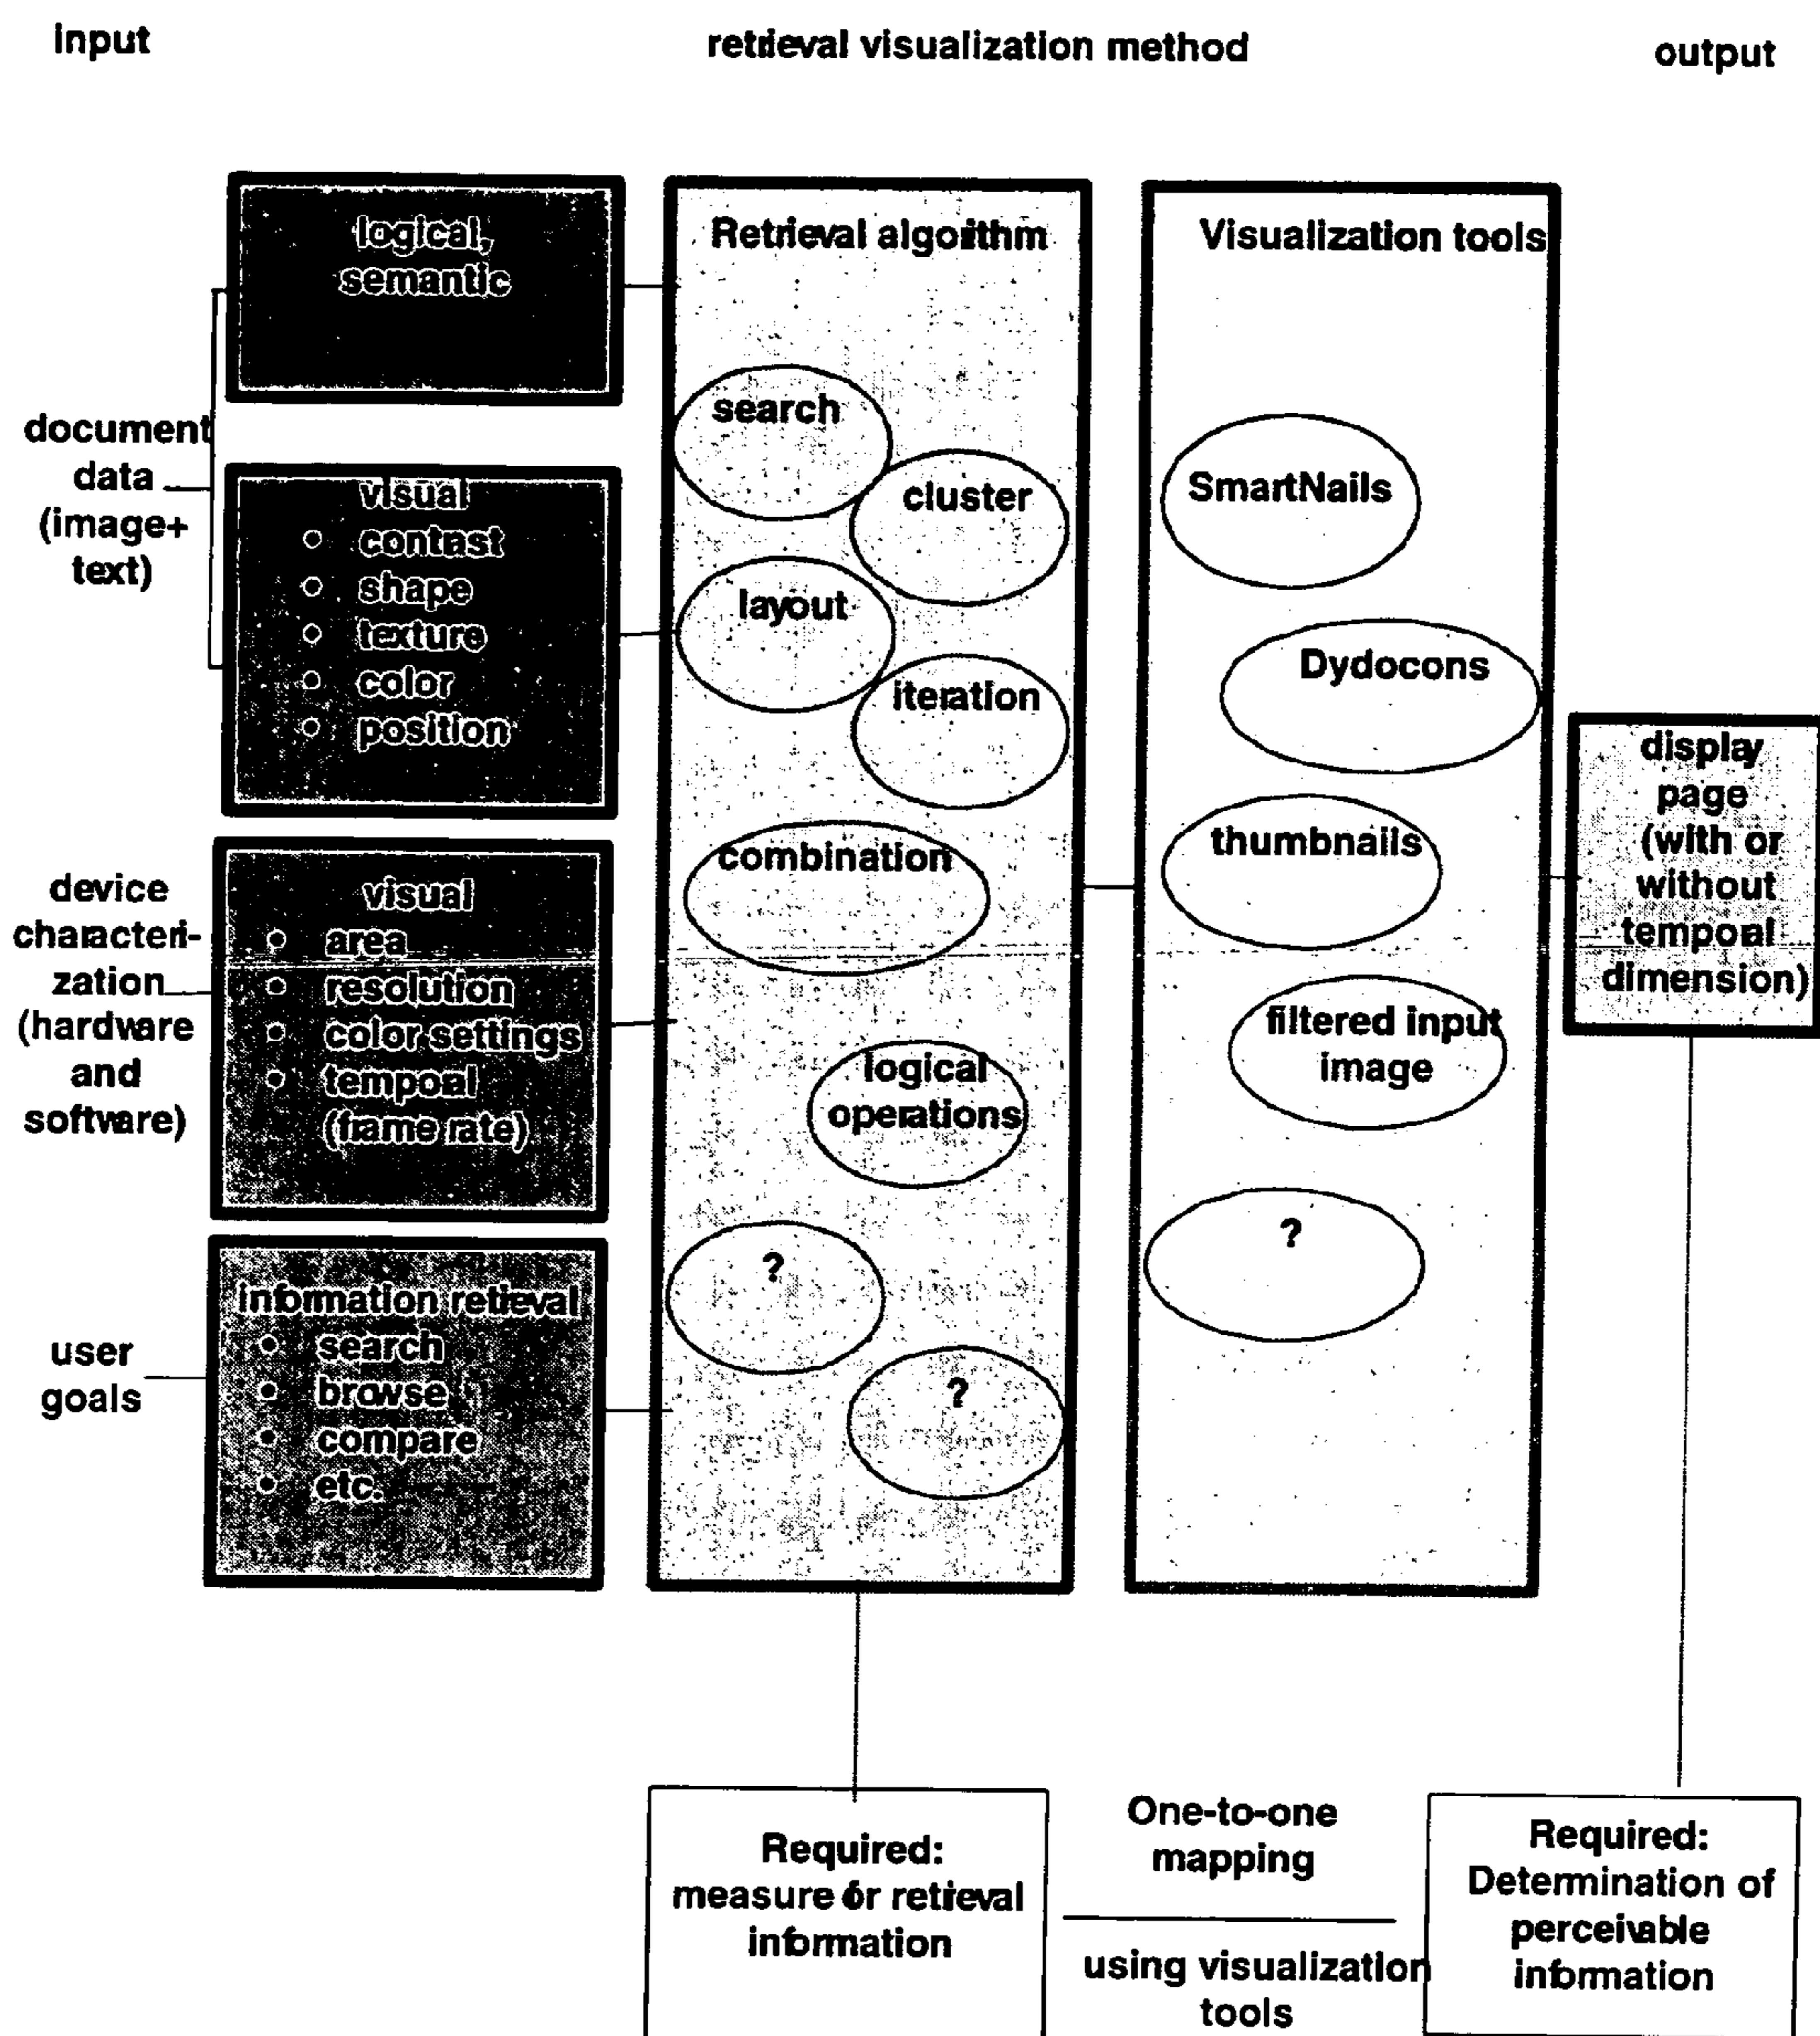 input
retrieval visualization method
output
document
data
(image+
text)
logical,
semantic
visual
contrast
shape
texture
color
position
device
characteri-
zation
(hardware
and
software)
visual
area
resolution
color settings
temporal
(frame rate)
user
goals
information retrieval
search
browse
compare
etc.
Retrieval algorithm
search
cluster
layout
iteration
combination
logical
operations
?
?
Visualization tools
SmartNails
Dydocons
thumbnails
filtered input
image
?
display
page
(with or
without
temporal
dimension)
Required:
measure for retrieval
information
One-to-one
mapping
using visualization
tools
Required:
Determination of
perceivable
information